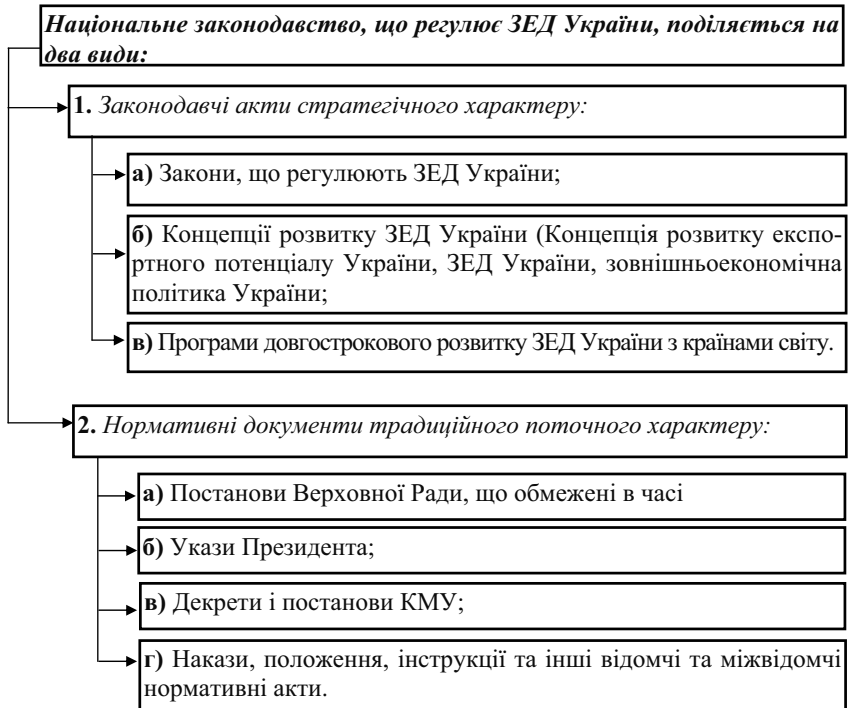 Національне законодавство, що регулює ЗЕД України, поділяється на
два види:
1. Законодавчі акти стратегічного характеру:
а) Закони, що регулюють ЗЕД України;
б) Концепції розвитку ЗЕД України (Концепція розвитку експо-
ртного потенціалу України, ЗЕД України, зовнішньоекономічна
політика України;
в) Програми довгострокового розвитку ЗЕД України з країнами світу.
2. Нормативні документи традиційного поточного характеру:
а) Постанови Верховної Ради, що обмежені в часі
б) Укази Президента;
в) Декрети і постанови КМУ;
г) Накази, положення, інструкції та інші відомчі та міжвідомчі
нормативні акти.